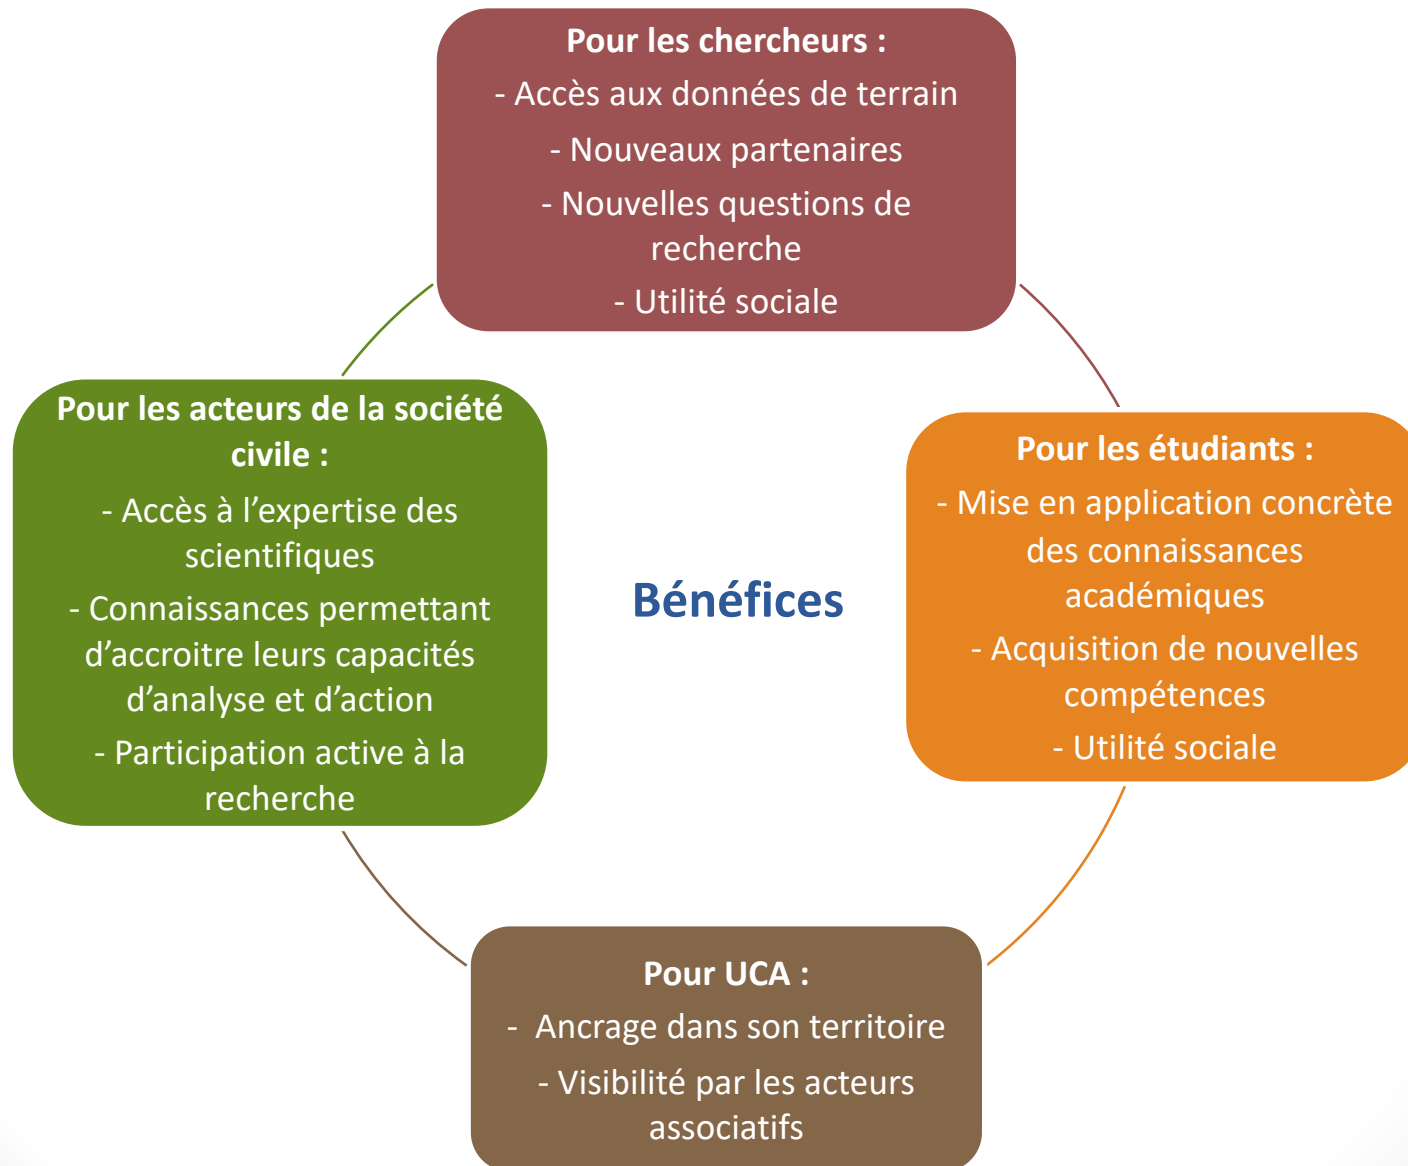 Pour les chercheurs :
- Accès aux données de terrain
- Nouveaux partenaires
- Nouvelles questions de
recherche
- Utilité sociale
Pour les acteurs de la société
civile :
- Accès à l’expertise des
scientifiques
- Connaissances permettant
d’accroitre leurs capacités
d’analyse et d’action
- Participation active à la
recherche
Bénéfices
Pour les étudiants :
- Mise en application concrète
des connaissances
académiques
- Acquisition de nouvelles
compétences
- Utilité sociale
Pour UCA :
- Ancrage dans son territoire
- Visibilité par les acteurs
associatifs